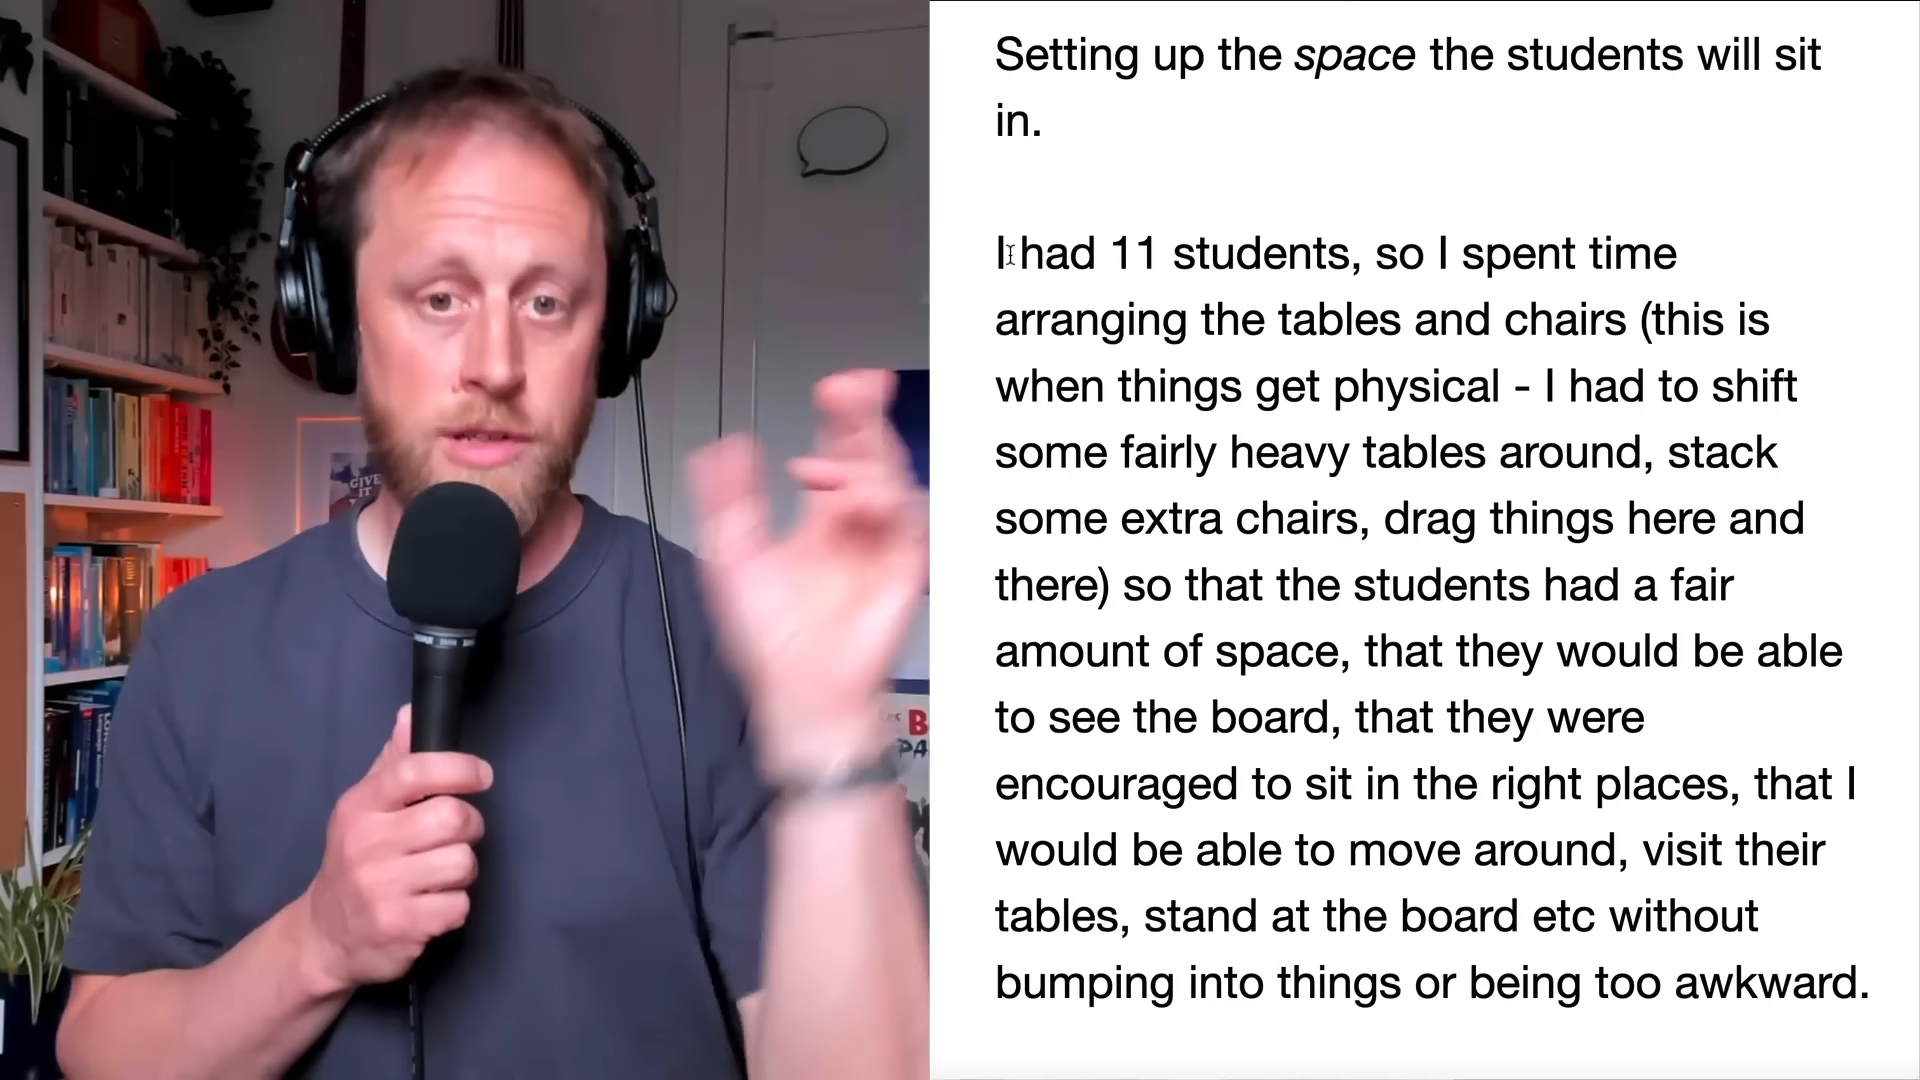 Setting up the space the students will sit
in.
I had 11 students, so I spent time
arranging the tables and chairs (this is
when things get physical - I had to shift
some fairly heavy tables around, stack
some extra chairs, drag things here and
there) so that the students had a fair
amount of space, that they would be able
to see the board, that they were
encouraged to sit in the right places, that I
would be able to move around, visit their
tables, stand at the board etc without
bumping into things or being too awkward.
GIVE
IT